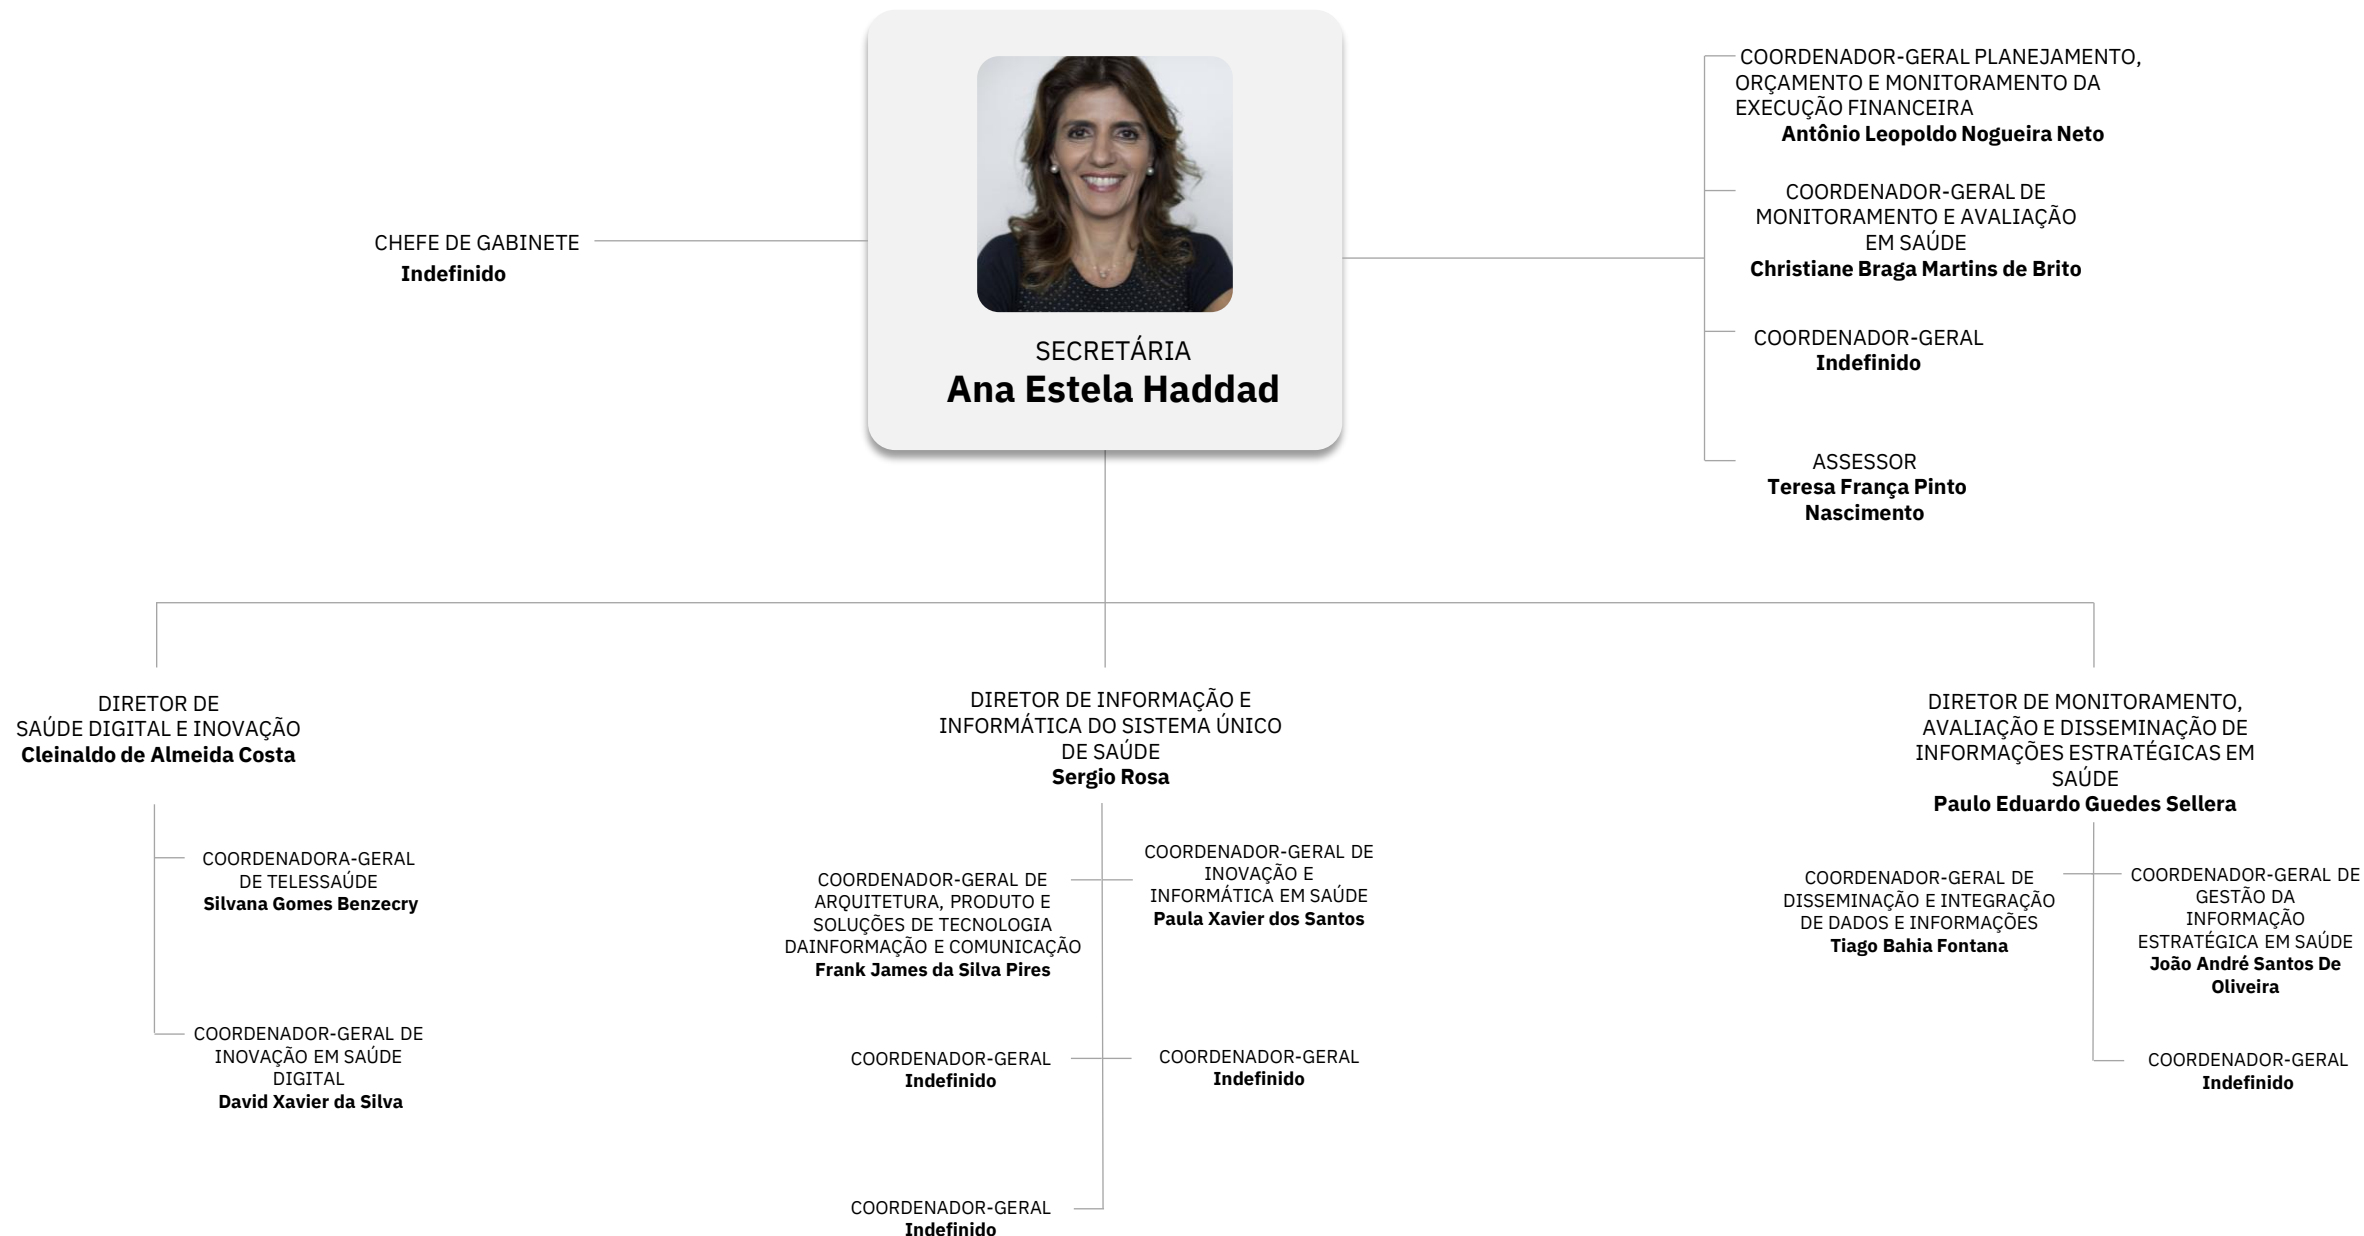 COORDENADOR-GERAL PLANEJAMENTO,
ORÇAMENTO E MONITORAMENTO DA
EXECUÇÃO FINANCEIRA
Antônio Leopoldo Nogueira Neto
COORDENADOR-GERAL DE
MONITORAMENTO E AVALIAÇÃO
EM SAÚDE
Christiane Braga Martins de Brito
CHEFE DE GABINETE
Indefinido
COORDENADOR-GERAL
Indefinido
SECRETÁRIA
Ana Estela Haddad
ASSESSOR
Teresa França Pinto
Nascimento
DIRETOR DE
SAÚDE DIGITAL E INOVAÇÃO
Cleinaldo de Almeida Costa
COORDENADORA-GERAL
DE TELESSAÚDE
Silvana Gomes Benzecry
COORDENADOR-GERAL DE
INOVAÇÃO EM SAÚDE
DIGITAL
David Xavier da Silva
DIRETOR DE INFORMAÇÃO E
INFORMÁTICA DO SISTEMA ÚNICO
DE SAÚDE
Sergio Rosa
COORDENADOR-GERAL DE
ARQUITETURA, PRODUTO E
SOLUÇÕES DE TECNOLOGIA
DAINFORMAÇÃO E COMUNICAÇÃO
Frank James da Silva Pires
COORDENADOR-GERAL DE
INOVAÇÃO E
INFORMÁTICA EM SAÚDE
Paula Xavier dos Santos
COORDENADOR-GERAL
Indefinido
COORDENADOR-GERAL
Indefinido
COORDENADOR-GERAL
Indefinido
DIRETOR DE MONITORAMENTO,
AVALIAÇÃO E DISSEMINAÇÃO DE
INFORMAÇÕES ESTRATÉGICAS EM
SAÚDE
Paulo Eduardo Guedes Sellera
COORDENADOR-GERAL DE
DISSEMINAÇÃO E INTEGRAÇÃO
DE DADOS E INFORMAÇÕES
Tiago Bahia Fontana
COORDENADOR-GERAL DE
GESTÃO DA
INFORMAÇÃO
ESTRATÉGICA EM SAÚDE
João André Santos De
Oliveira
COORDENADOR-GERAL
Indefinido